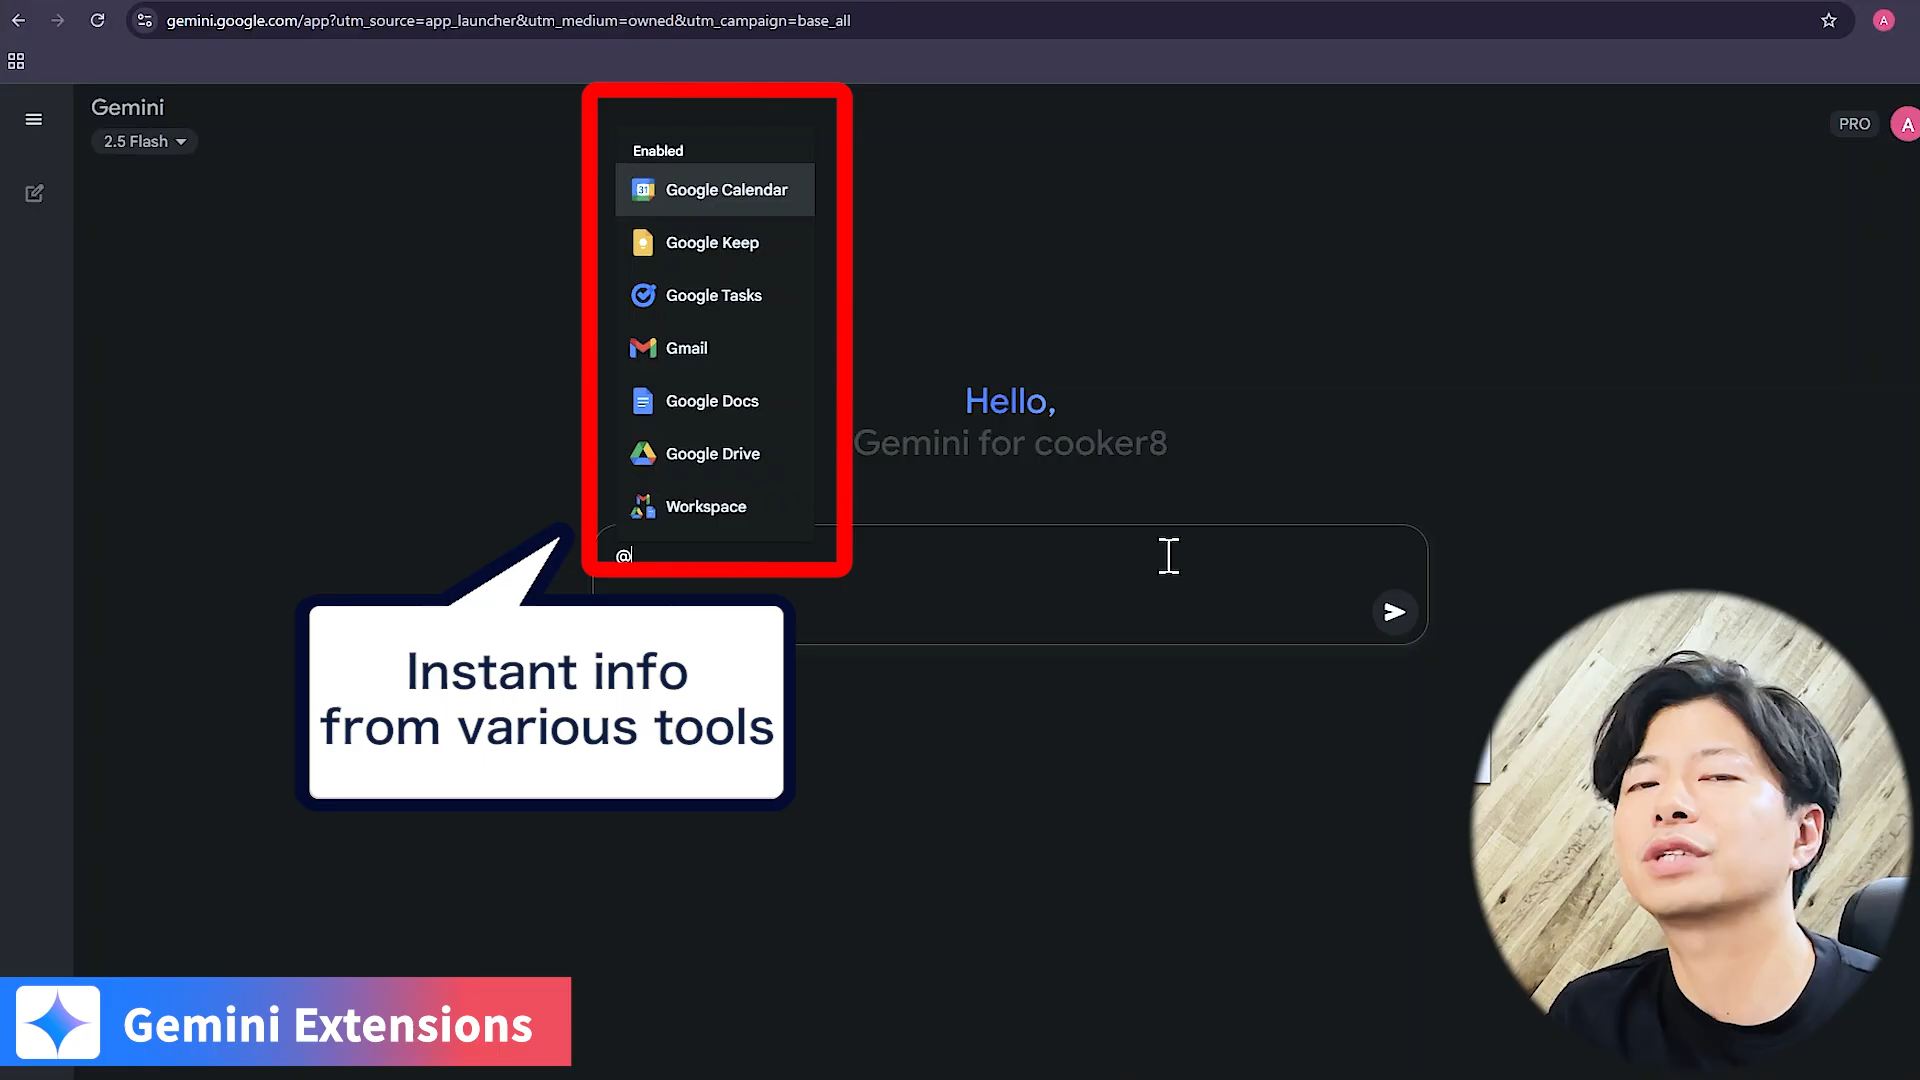 gemini.google.com/app?utm_source=app_launcher&utm_medium=owned&utm_campaign=base_all
A
Gemini
2.5 Flash
PRO
A
Enabled
31
Google Calendar
Google Keep
Google Tasks
Gmail
Google Docs
Google Drive
Workspace
Hello,
Gemini for cooker8
@
Instant info
from various tools
Gemini Extensions